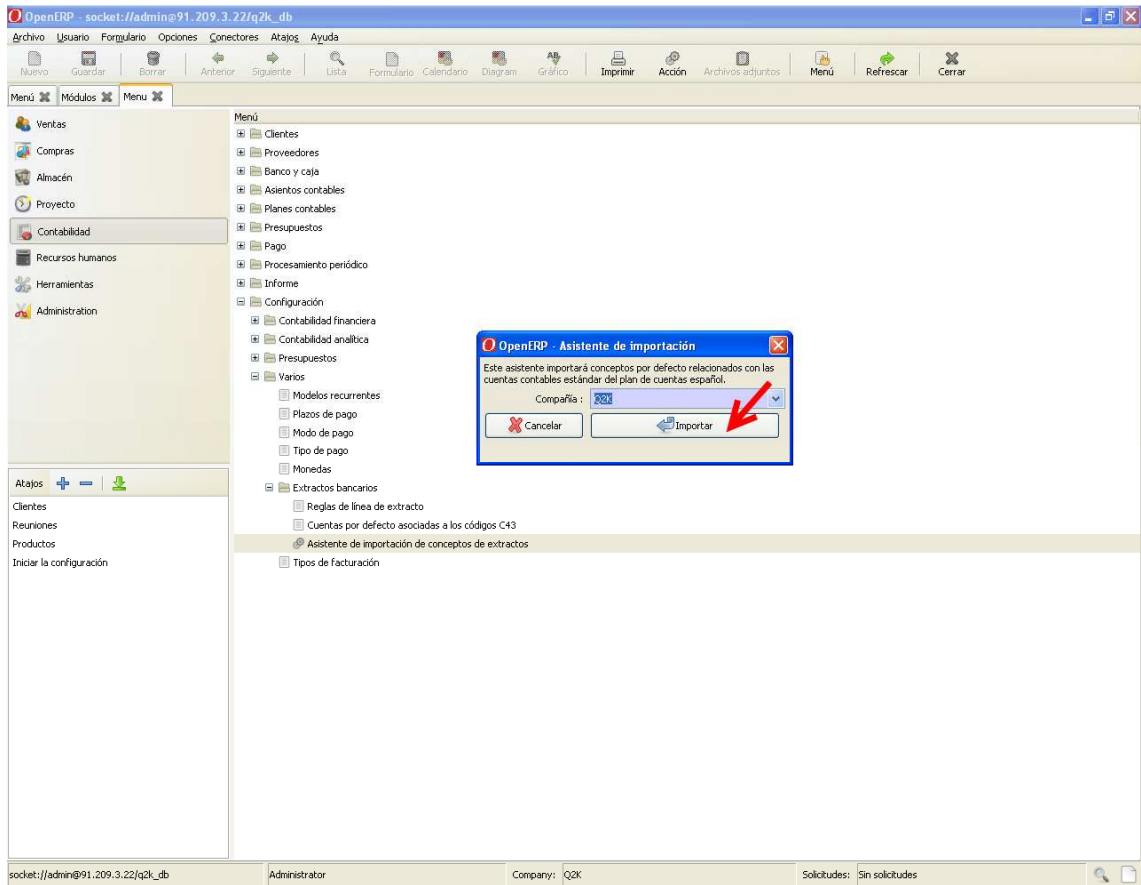 OpenERP - socket://admin@91.209.3.22/q2k_db
Archivo Usuario Formulario Opciones Conectores Atajos Ayuda
Nuevo Guardar Borrar Anterior Siguiente Lista Formulario Calendario Diagram Gráfico Imprimir Acción Archivos adjuntos Menú Refrescar Cerrar
Menú Módulos Menu
Ventas
Compras
Almacén
Proyecto
Contabilidad
Recursos humanos
Herramientas
Administration
Atajos
Clientes
Reuniones
Productos
Iniciar la configuración
Menú
Clientes
Proveedores
Banco y caja
Asientos contables
Planes contables
Presupuestos
Pago
Procesamiento periódico
Informe
Configuración
Contabilidad financiera
Contabilidad analítica
Presupuestos
Varios
Modelos recurrentes
Plazos de pago
Modo de pago
Tipo de pago
Monedas
Extractos bancarios
Reglas de línea de extracto
Cuentas por defecto asociadas a los códigos C43
Asistente de importación de conceptos de extractos
Tipos de facturación
OpenERP - Asistente de importación
Este asistente importará conceptos por defecto relacionados con las
cuentas contables estándar del plan de cuentas español.
Compañía : Q2K
Cancelar Importar
socket://admin@91.209.3.22/q2k_db Administrator Company: Q2K Solicitudes: Sin solicitudes